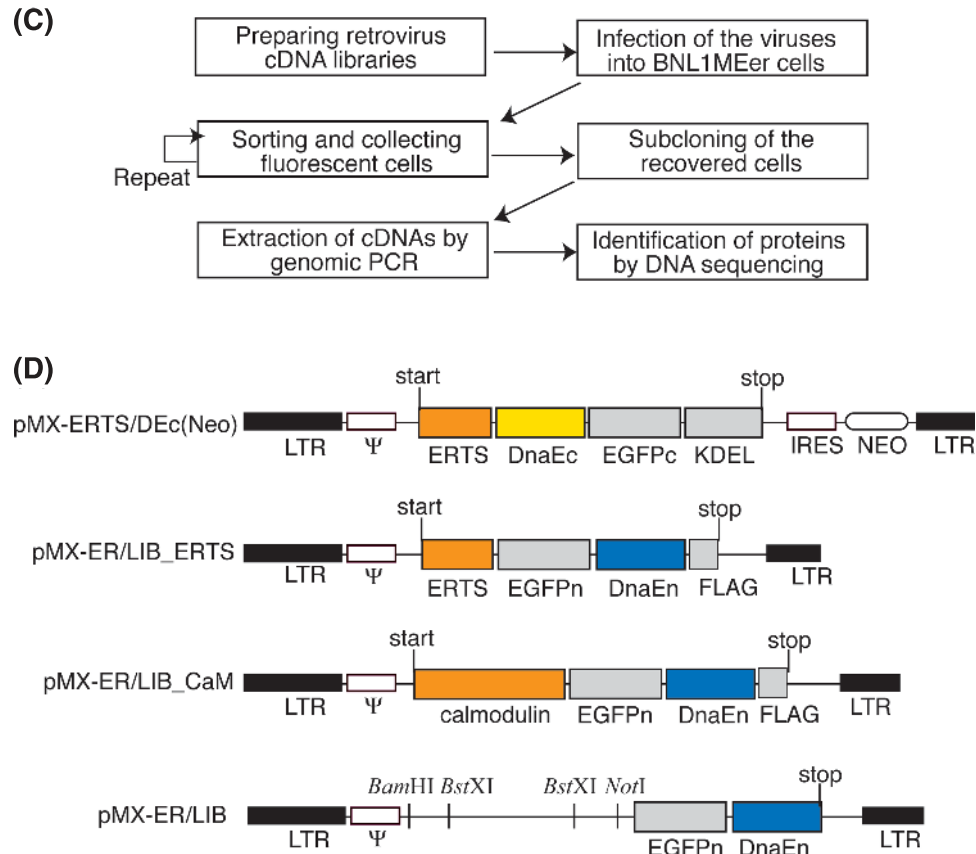 (C)
Preparing retrovirus
cDNA libraries
Infection of the viruses
into BNL1MEer cells
Sorting and collecting
fluorescent cells
Repeat
Subcloning of the
recovered cells
Extraction of cDNAs by
genomic PCR
Identification of proteins
by DNA sequencing
(D)
start stop
pMX-ERTS/DEc(Neo)
LTR Ψ ERTS DnaEc EGFPc KDEL IRES NEO LTR
start stop
pMX-ER/LIB_ERTS
LTR Ψ ERTS EGFPn DnaEn FLAG LTR
start stop
pMX-ER/LIB_CaM
LTR Ψ calmodulin EGFPn DnaEn FLAG LTR
BamHI BstXI BstXI NotI stop
pMX-ER/LIB
LTR Ψ EGFPn DnaEn LTR